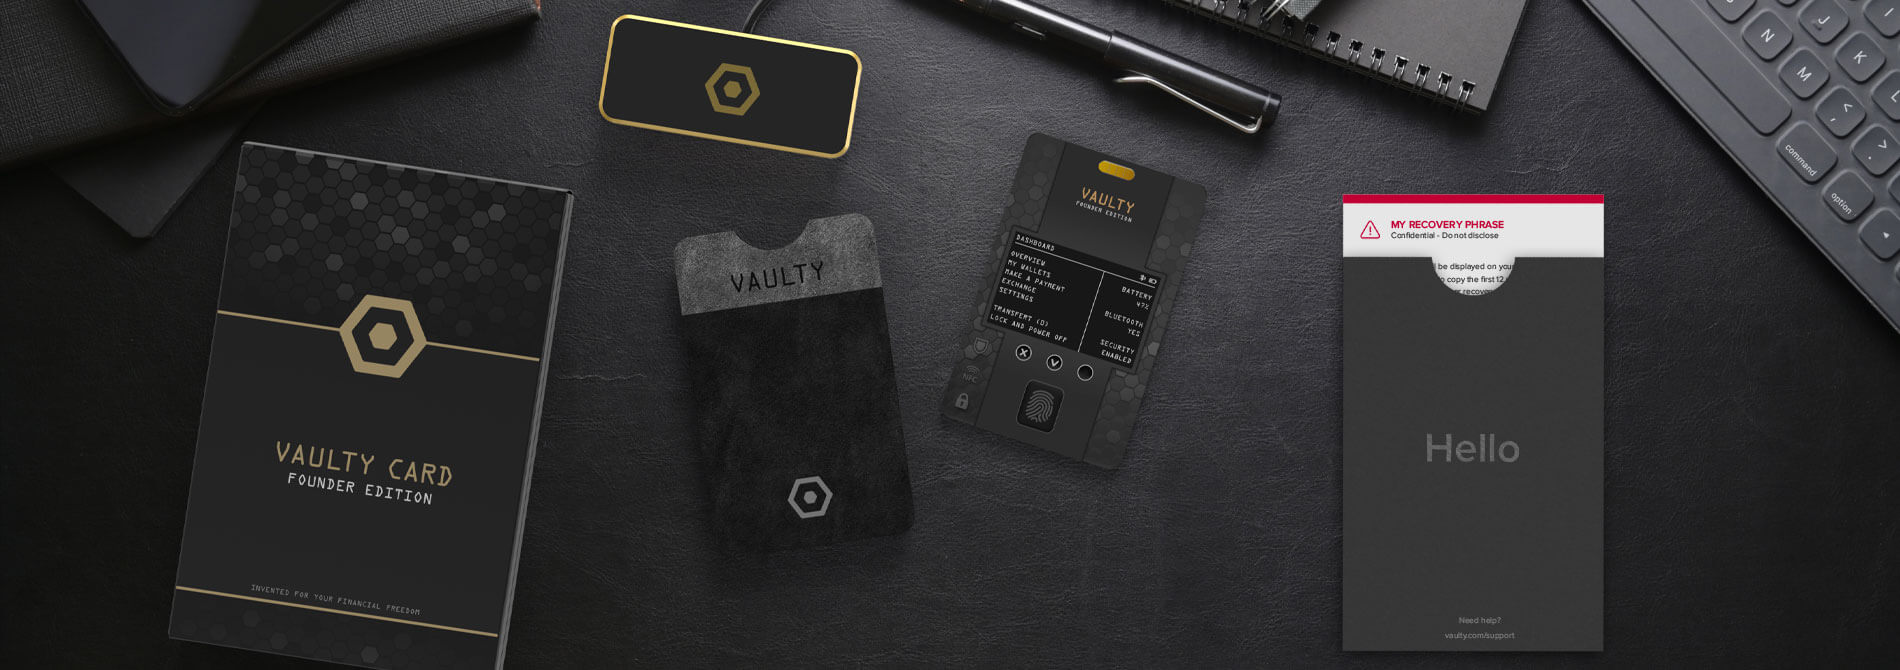 VAULTY CARD
FOUNDER EDITION
INVENTED FOR YOUR FINANCIAL FREEDOM
VAULTY
VAULTY
FOUNDER EDITION
DASHBOARD
OVERVIEW
MY WALLETS
MAKE A PAYMENT
EXCHANGE
SETTINGS
TRANSFERT (0)
LOCK AND POWER OFF
BATTERY
47%
BLUETOOTH
YES
SECURITY
ENABLED
NFC
MY RECOVERY PHRASE
Confidential - Do not disclose
be displayed on your
copy the first 12
Hello
Need help?
vaulty.com/support
J
I
N
K
M
L
<
,
>
.
command
option